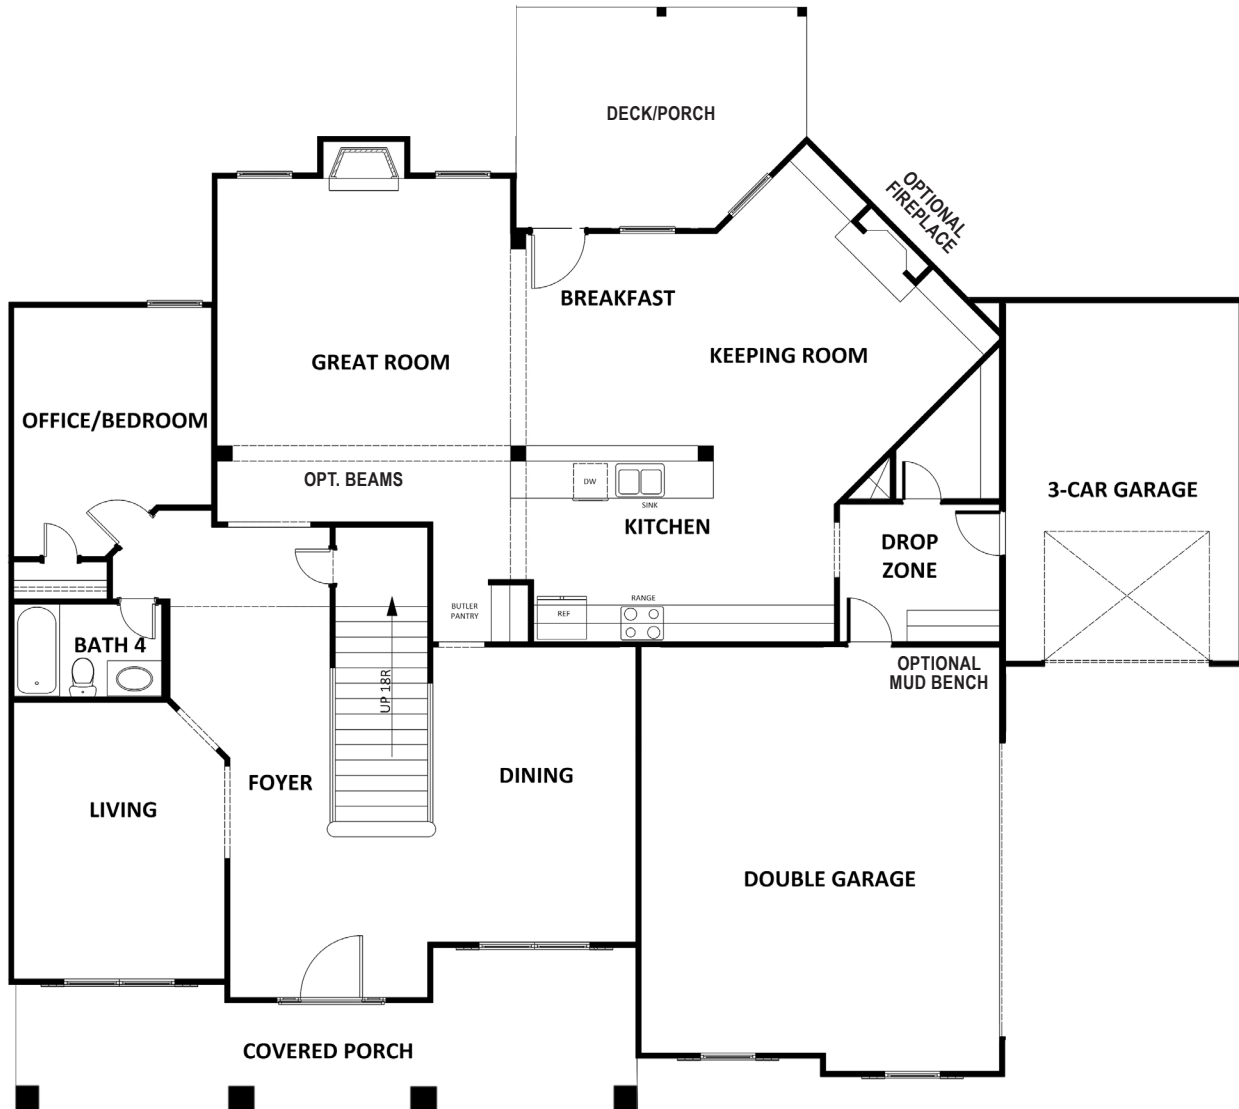 DECK/PORCH
OPTIONAL
FIREPLACE
BREAKFAST
KEEPING ROOM
GREAT ROOM
OFFICE/BEDROOM
OPT. BEAMS
DW
SINK
KITCHEN
3-CAR GARAGE
DROP
ZONE
RANGE
REF
BUTLER
PANTRY
BATH 4
OPTIONAL
MUD BENCH
UP 18R
FOYER
DINING
LIVING
DOUBLE GARAGE
COVERED PORCH